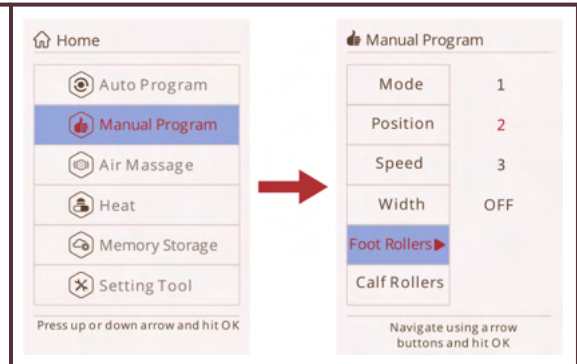 Home
Auto Program
Manual Program
Air Massage
Heat
Memory Storage
Setting Tool
Press up or down arrow and hit OK
Manual Program
Mode 1
Position 2
Speed 3
Width OFF
Foot Rollers
Calf Rollers
Navigate using arrow
buttons and hit OK